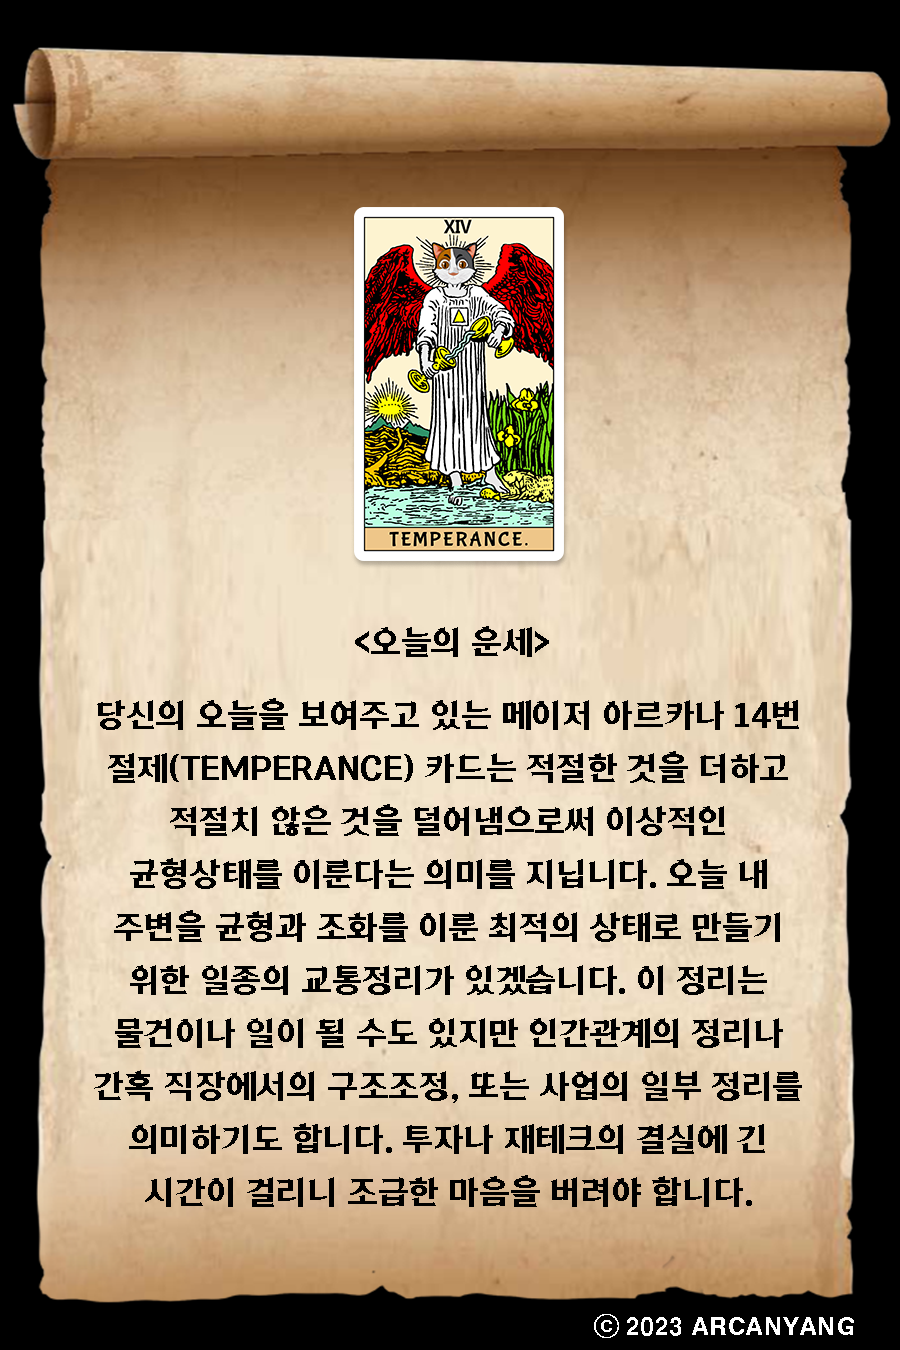 XIV
TEMPERANCE.
<오늘의 운세>
당신의 오늘을 보여주고 있는 메이저 아르카나 14번
절제(TEMPERANCE) 카드는 적절한 것을 더하고
적절치 않은 것을 덜어냄으로써 이상적인
균형상태를 이룬다는 의미를 지닙니다. 오늘 내
주변을 균형과 조화를 이룬 최적의 상태로 만들기
위한 일종의 교통정리가 있겠습니다. 이 정리는
물건이나 일이 될 수도 있지만 인간관계의 정리나
간혹 직장에서의 구조조정, 또는 사업의 일부 정리를
의미하기도 합니다. 투자나 재테크의 결실에 긴
시간이 걸리니 조급한 마음을 버려야 합니다.
ⓒ 2023 ARCANYANG